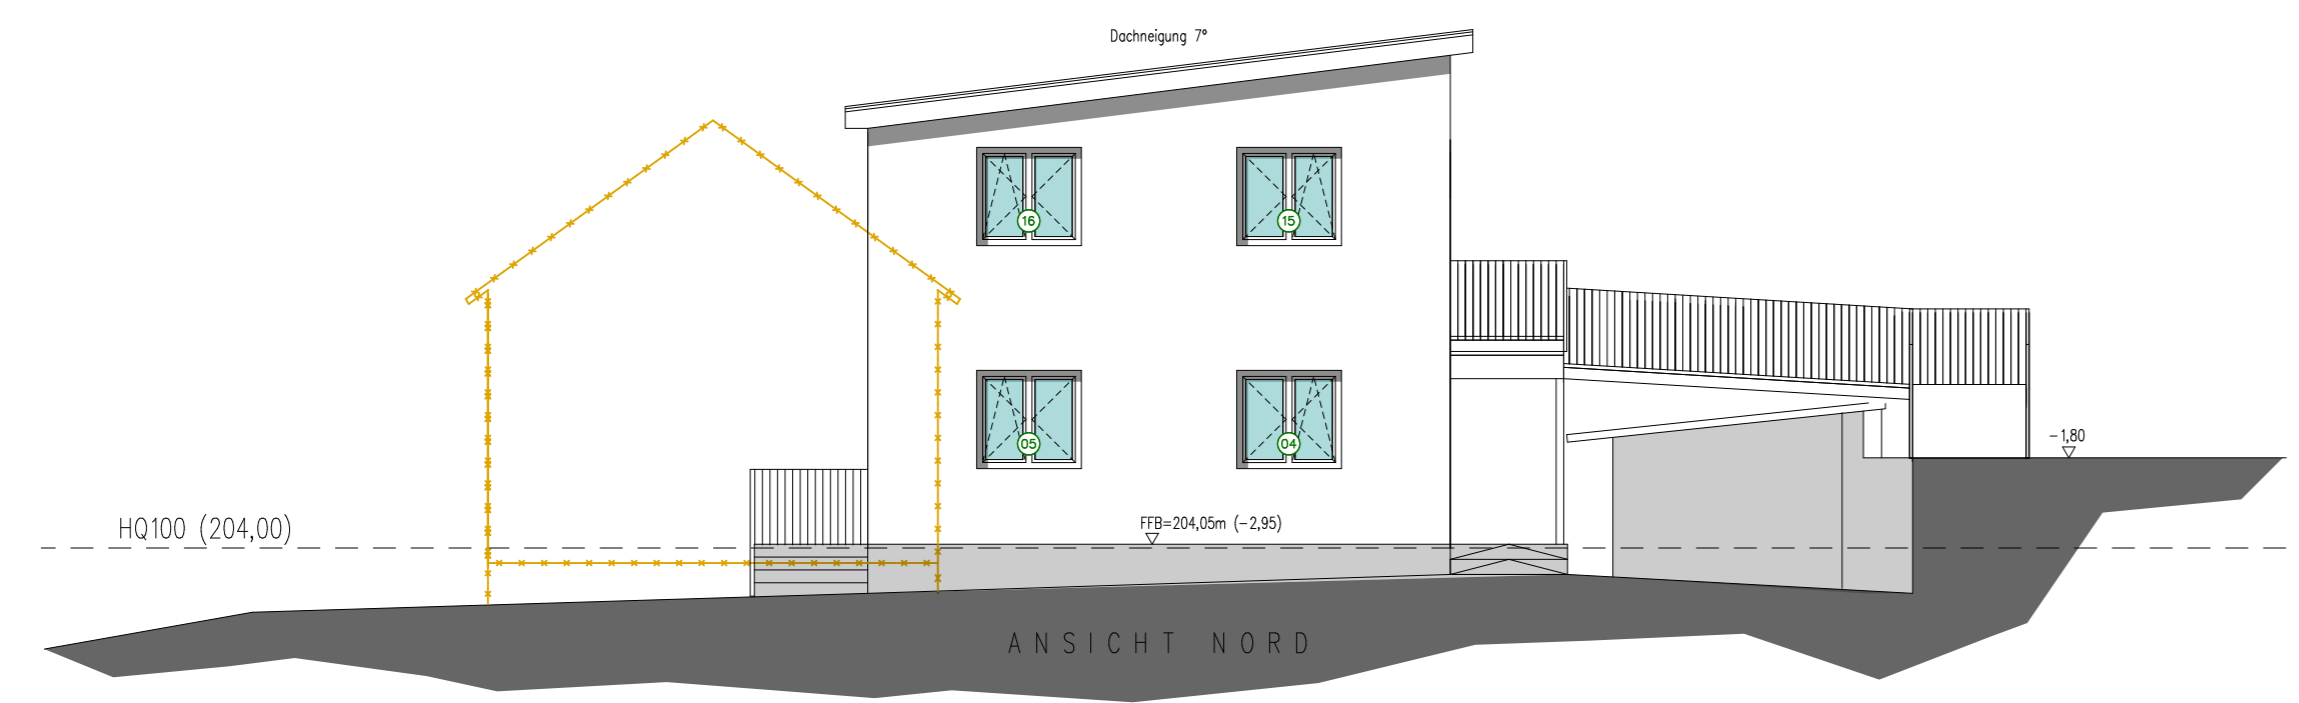 Dachneigung 7°
16
15
05
04
-1,80
HQ100 (204,00)
FFB=204,05m (-2,95)
ANSICHT NORD